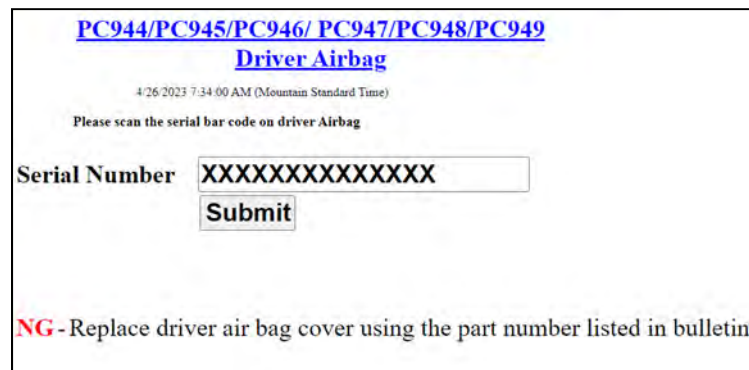 PC944/PC945/PC946/ PC947/PC948/PC949
Driver Airbag
4/26/2023 7:34:00 AM (Mountain Standard Time)
Please scan the serial bar code on driver Airbag
Serial Number XXXXXXXXXXXXXX
Submit
NG - Replace driver air bag cover using the part number listed in bulletin